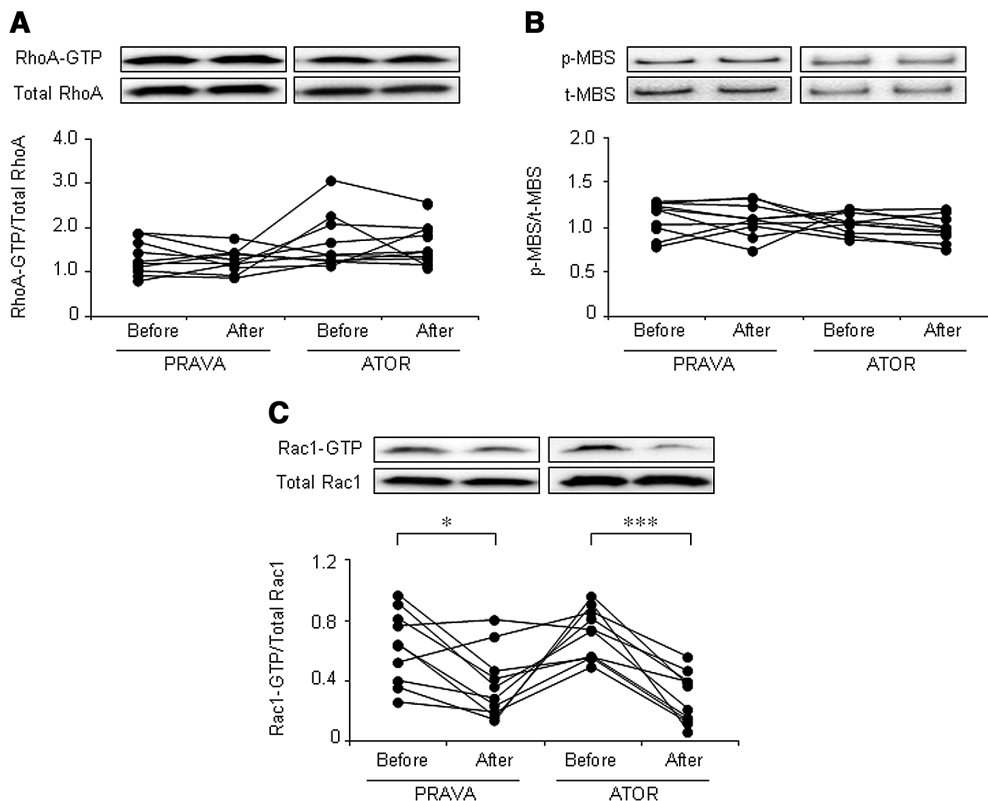 A
RhoA-GTP
Total RhoA
RhoA-GTP/Total RhoA
4.0
3.0
2.0
1.0
0
Before After Before After
PRAVA ATOR
B
p-MBS
t-MBS
p-MBS/t-MBS
2.0
1.5
1.0
0.5
0
Before After Before After
PRAVA ATOR
C
Rac1-GTP
Total Rac1
* ***
Rac1-GTP/Total Rac1
1.2
0.8
0.4
0
Before After Before After
PRAVA ATOR